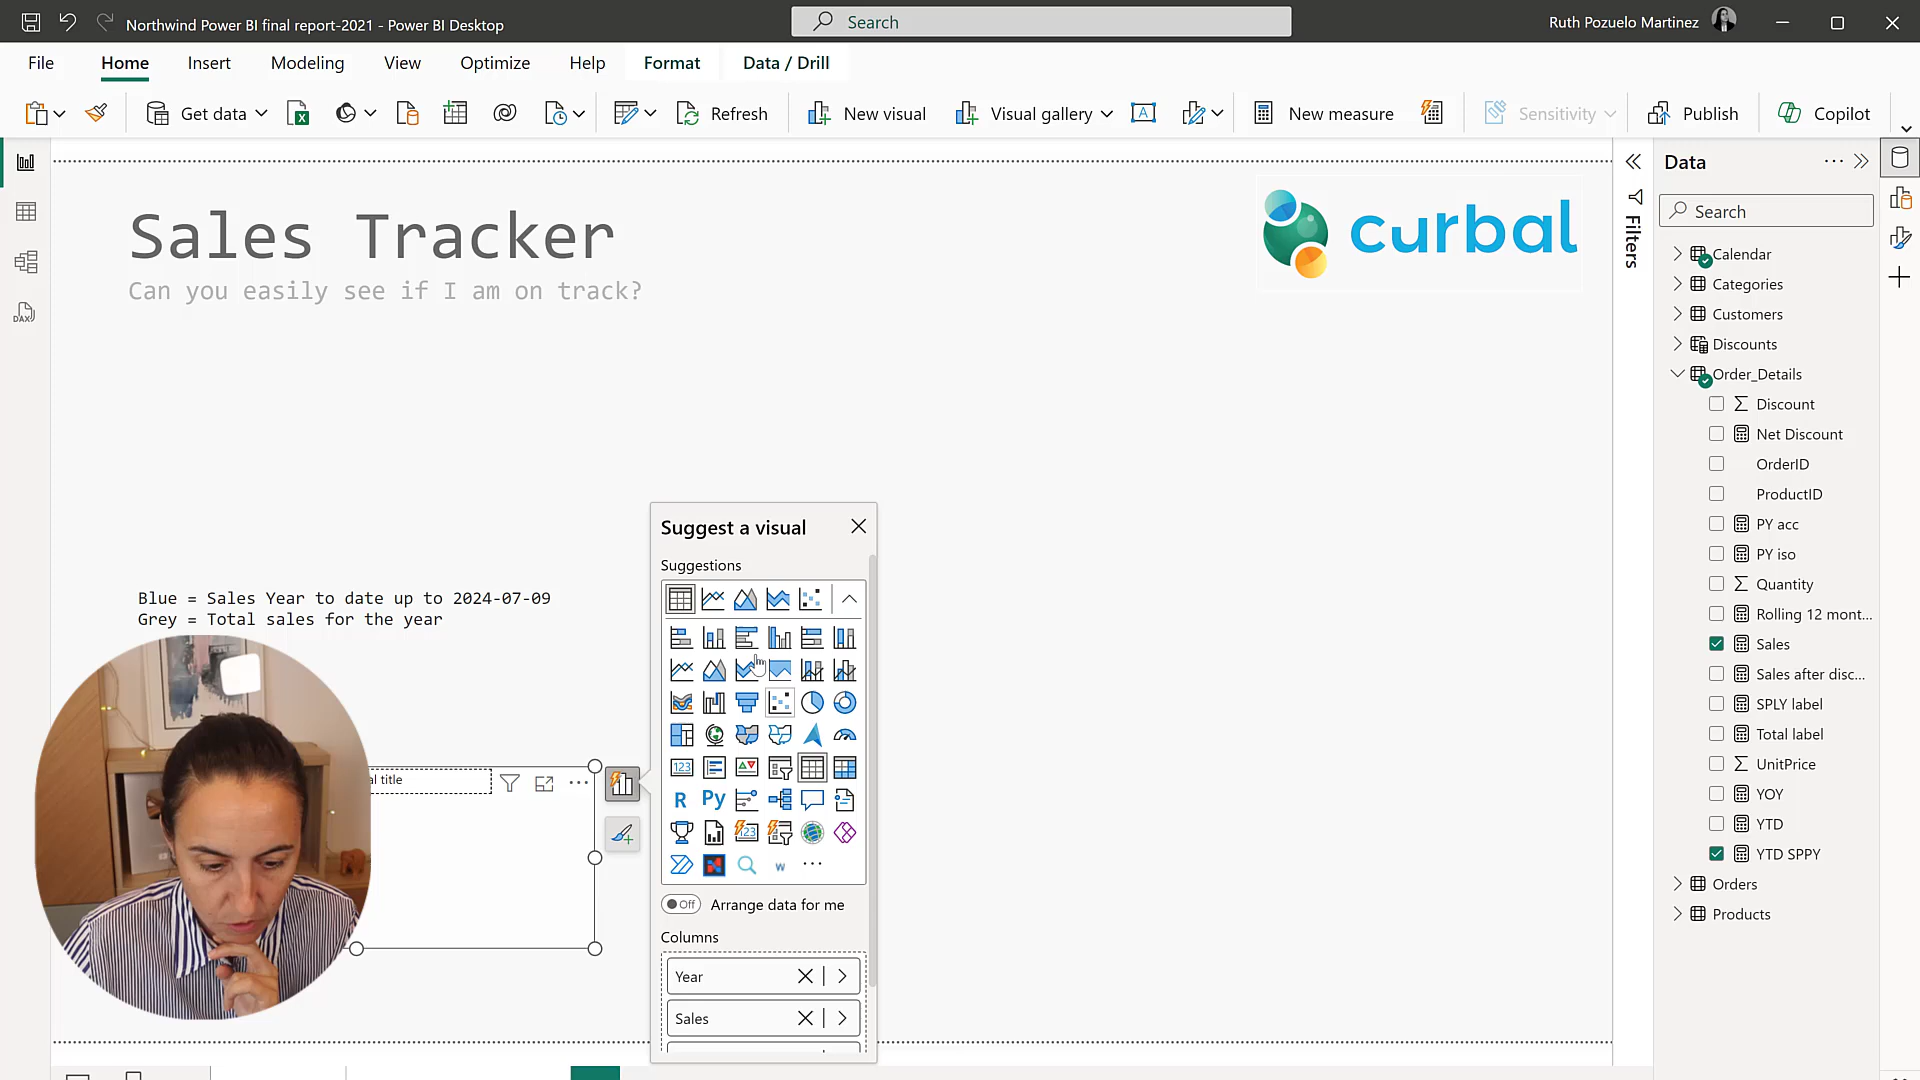 Northwind Power BI final report-2021 - Power BI Desktop
Search
Ruth Pozuelo Martinez
File Home Insert Modeling View Optimize Help Format Data / Drill
Get data Refresh New visual Visual gallery New measure Sensitivity Publish Copilot
Sales Tracker
Can you easily see if I am on track?
curbal
Blue = Sales Year to date up to 2024-07-09
Grey = Total sales for the year
title
DAX
Suggest a visual
Suggestions
123
R Py
123
w
Off Arrange data for me
Columns
Year
Sales
Filters
Data
Search
Calendar
Categories
Customers
Discounts
Order_Details
Discount
Net Discount
OrderID
ProductID
PY acc
PY iso
Quantity
Rolling 12 mont...
Sales
Sales after disc...
SPLY label
Total label
UnitPrice
YOY
YTD
YTD SPPY
Orders
Products